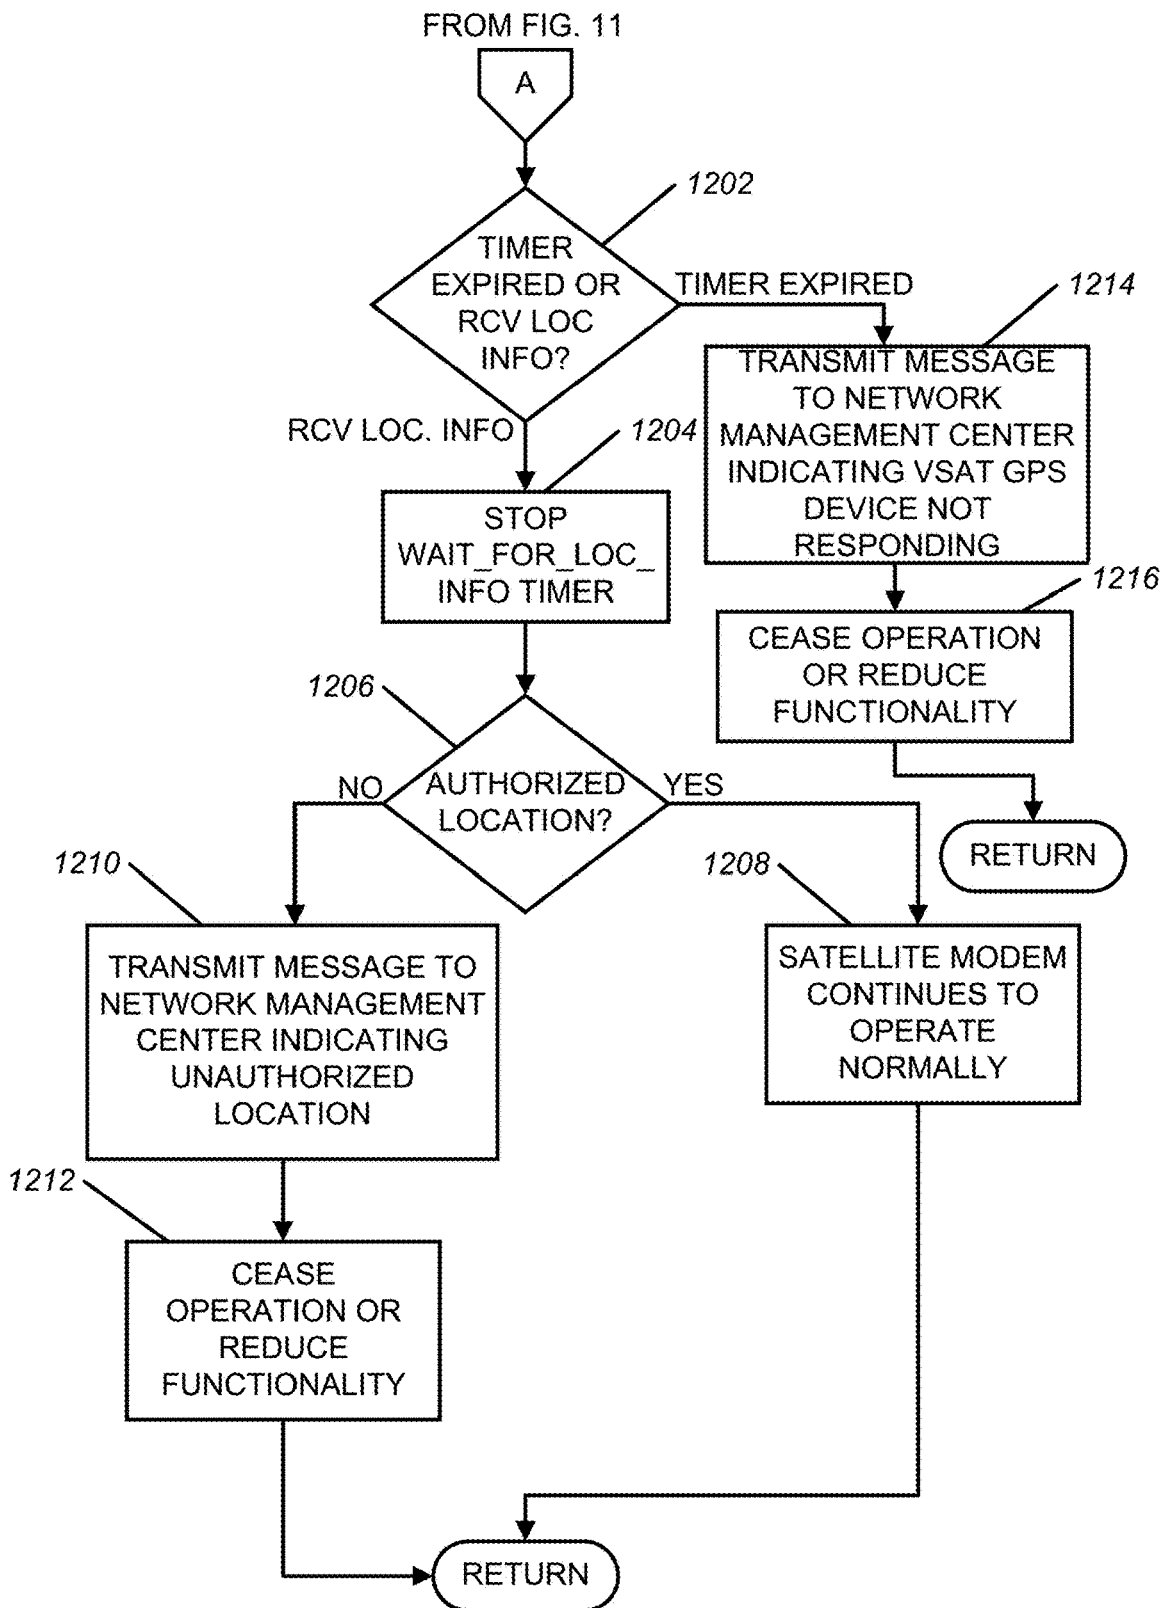 FROM FIG. 11
A
1202
TIMER
EXPIRED OR
RCV LOC
INFO?
TIMER EXPIRED
1214
TRANSMIT MESSAGE
TO NETWORK
MANAGEMENT CENTER
INDICATING VSAT GPS
DEVICE NOT
RESPONDING
RCV LOC. INFO
1204
STOP
WAIT_FOR_LOC_
INFO TIMER
1216
CEASE OPERATION
OR REDUCE
FUNCTIONALITY
RETURN
1206
AUTHORIZED
LOCATION?
NO
YES
1210
TRANSMIT MESSAGE TO
NETWORK MANAGEMENT
CENTER INDICATING
UNAUTHORIZED
LOCATION
1208
SATELLITE MODEM
CONTINUES TO
OPERATE
NORMALLY
1212
CEASE
OPERATION OR
REDUCE
FUNCTIONALITY
RETURN